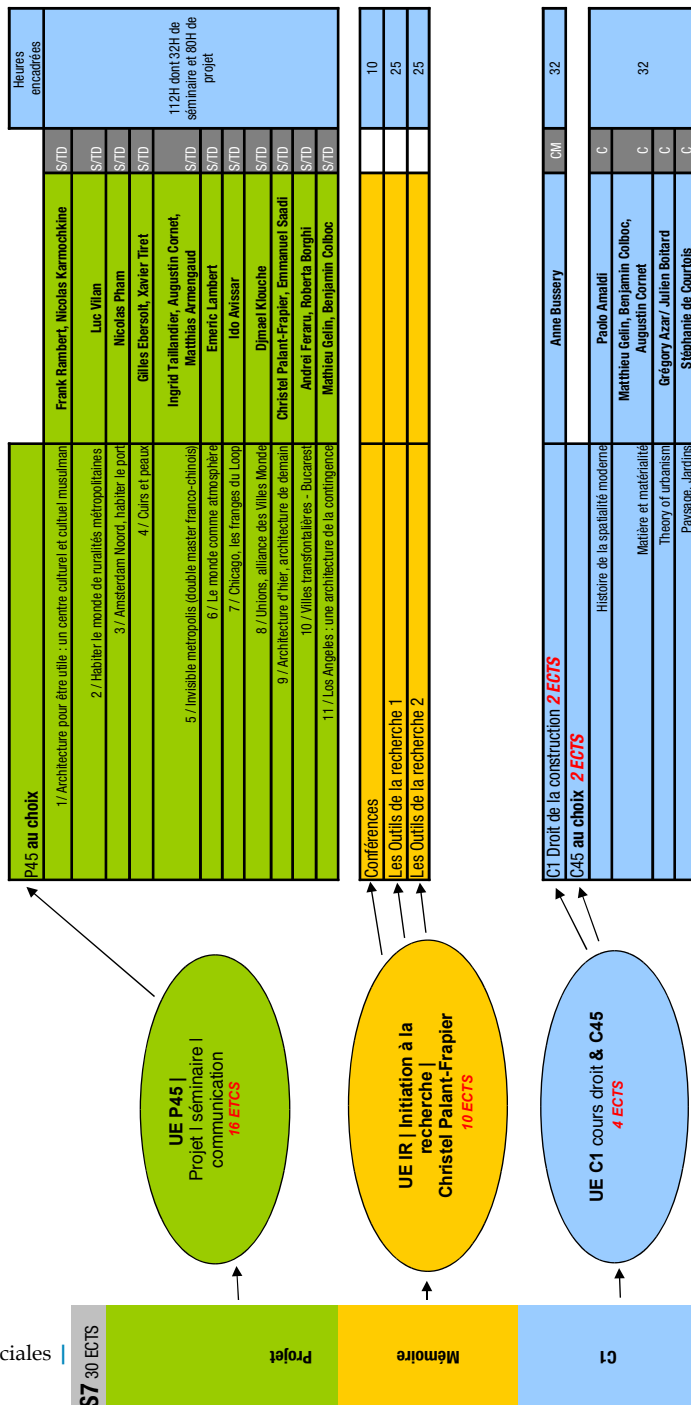 ciales |
S7 30 ECTS
Projet
Mémoire
C1
UE P45 |
Projet | séminaire |
communication
16 ETCS
UE IR | Initiation à la
recherche |
Christel Palant-Frapier
10 ECTS
UE C1 cours droit & C45
4 ECTS
Heures
encadrées
P45 au choix
1/ Architecture pour être utile : un centre culturel et cultuel musulman Frank Rambert, Nicolas Karmochkine S/TD
2 / Habiter le monde de ruralités métropolitaines Luc Vilan S/TD
3 / Amsterdam Noord, habiter le port Nicolas Pham S/TD
4 / Cuirs et peaux Gilles Ebersolt, Xavier Tiret S/TD
5 / Invisible metropolis (double master franco-chinois) Ingrid Taillandier, Augustin Cornet,
Matthias Armengaud S/TD
6 / Le monde comme atmosphère Emeric Lambert S/TD
7 / Chicago, les franges du Loop Ido Avissar S/TD
8 / Unions, alliance des Villes Monde Djmael Klouche S/TD
9 / Architecture d'hier, architecture de demain Christel Palant-Frapier, Emmanuel Saadi S/TD
10 / Villes transfontalières - Bucarest Andrei Feraru, Roberta Borghi S/TD
11 / Los Angeles : une architecture de la contingence Mathieu Gelin, Benjamin Colboc S/TD
112H dont 32H de
séminaire et 80H de
projet
Conférences 10
Les Outils de la recherche 1 25
Les Outils de la recherche 2 25
C1 Droit de la construction 2 ECTS Anne Bussery CM 32
C45 au choix 2 ECTS
Histoire de la spatialité moderne Paolo Amaldi C
Matière et matérialité Matthieu Gelin, Benjamin Colboc,
Augustin Cornet C
Theory of urbanism Grégory Azar/ Julien Boitard C
Paysage, Jardins Stéphanie de Courtois C
32